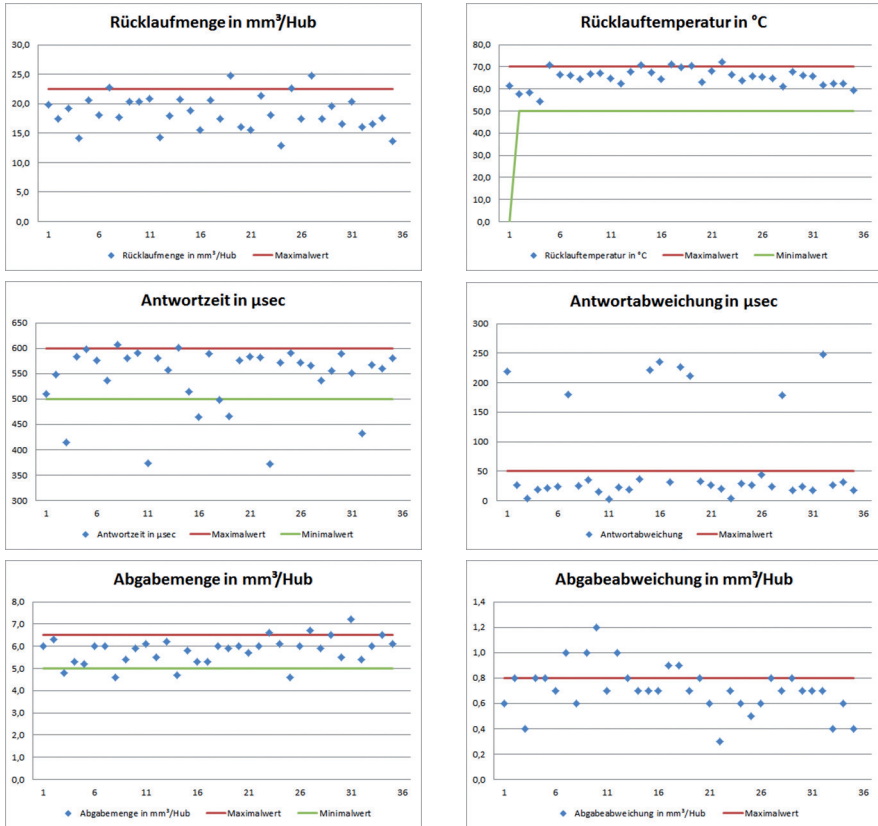 Rücklaufmenge in mm³/Hub
30,0
25,0
20,0
15,0
10,0
5,0
0,0
1 6 11 16 21 26 31 36
Rücklaufmenge in mm³/Hub Maximalwert
Rücklauftemperatur in °C
80,0
70,0
60,0
50,0
40,0
30,0
20,0
10,0
0,0
1 6 11 16 21 26 31 36
Rücklauftemperatur in °C Maximalwert Minimalwert
Antwortzeit in µsec
650
600
550
500
450
400
350
300
1 6 11 16 21 26 31 36
Antwortzeit in µsec Maximalwert Minimalwert
Antwortabweichung in µsec
300
250
200
150
100
50
0
1 6 11 16 21 26 31 36
Antwortabweichung Maximalwert
Abgabemenge in mm³/Hub
8,0
7,0
6,0
5,0
4,0
3,0
2,0
1,0
0,0
1 6 11 16 21 26 31 36
Abgabemenge in mm³/Hub Maximalwert Minimalwert
Abgabeabweichung in mm³/Hub
1,4
1,2
1,0
0,8
0,6
0,4
0,2
0,0
1 6 11 16 21 26 31 36
Abgabeabweichung in mm³/Hub Maximalwert